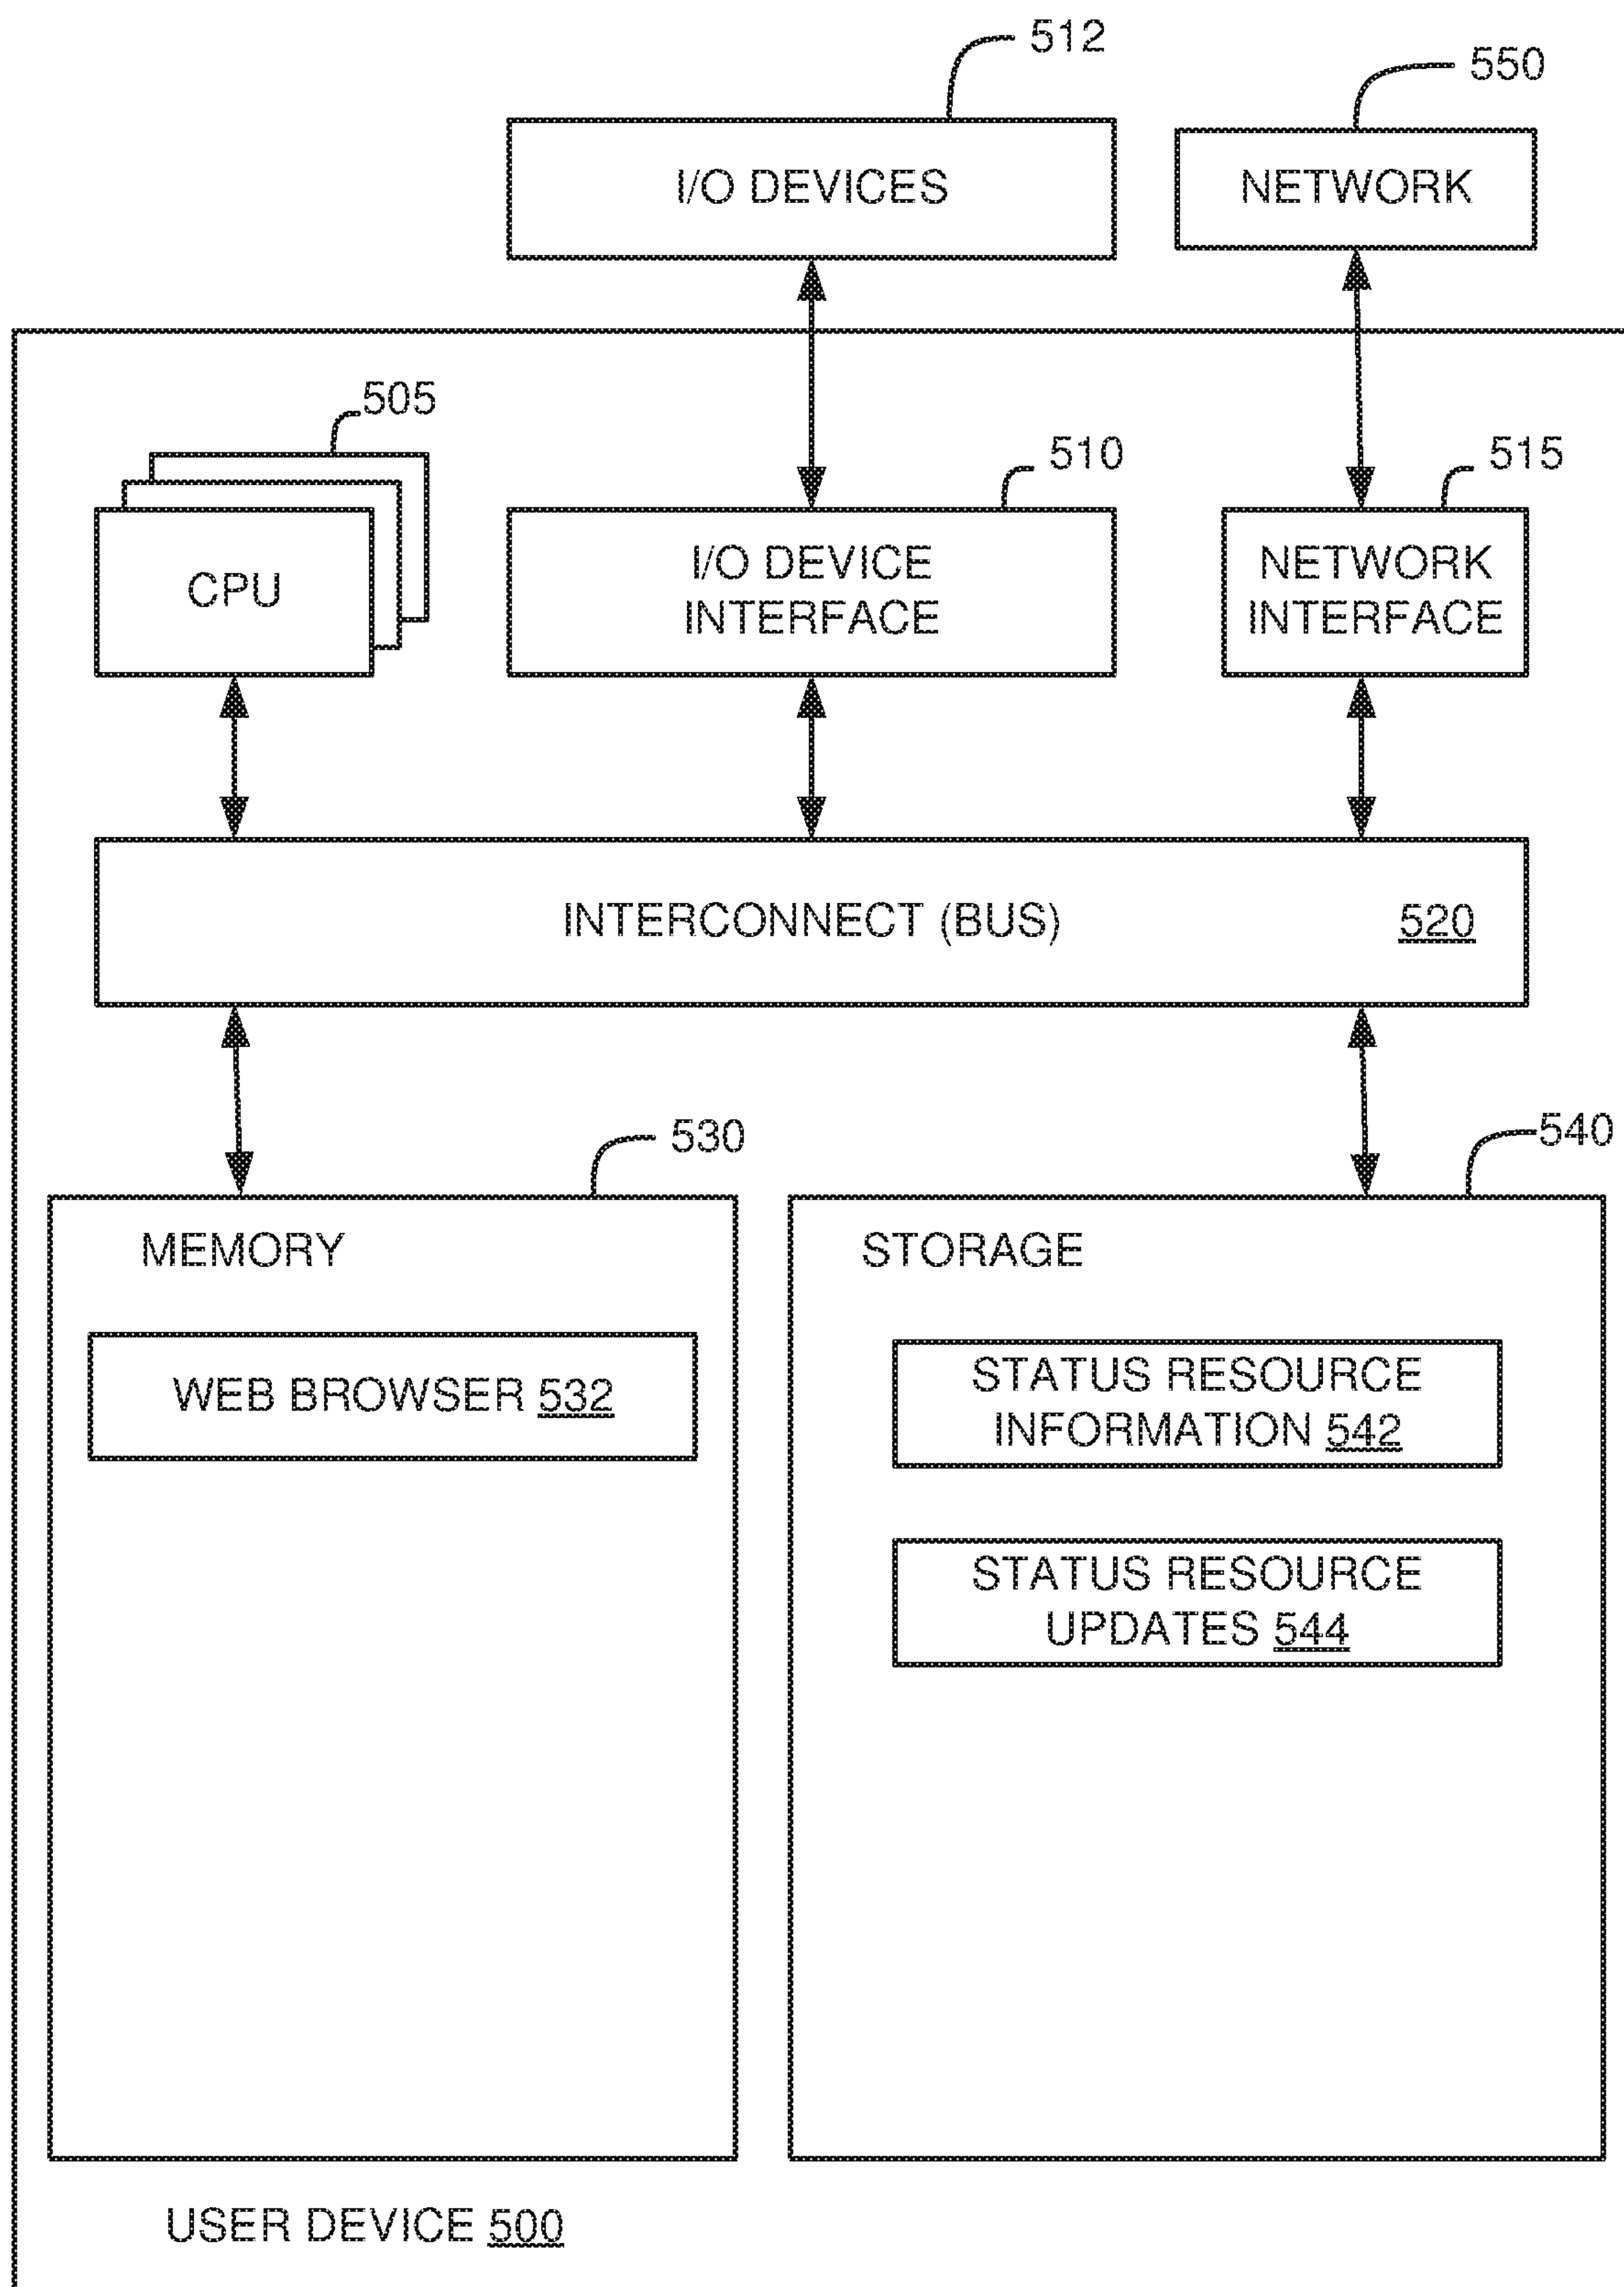 512
550
I/O DEVICES
NETWORK
505
510
515
CPU
I/O DEVICE
INTERFACE
NETWORK
INTERFACE
INTERCONNECT (BUS) 520
530
540
MEMORY
WEB BROWSER 532
STORAGE
STATUS RESOURCE
INFORMATION 542
STATUS RESOURCE
UPDATES 544
USER DEVICE 500